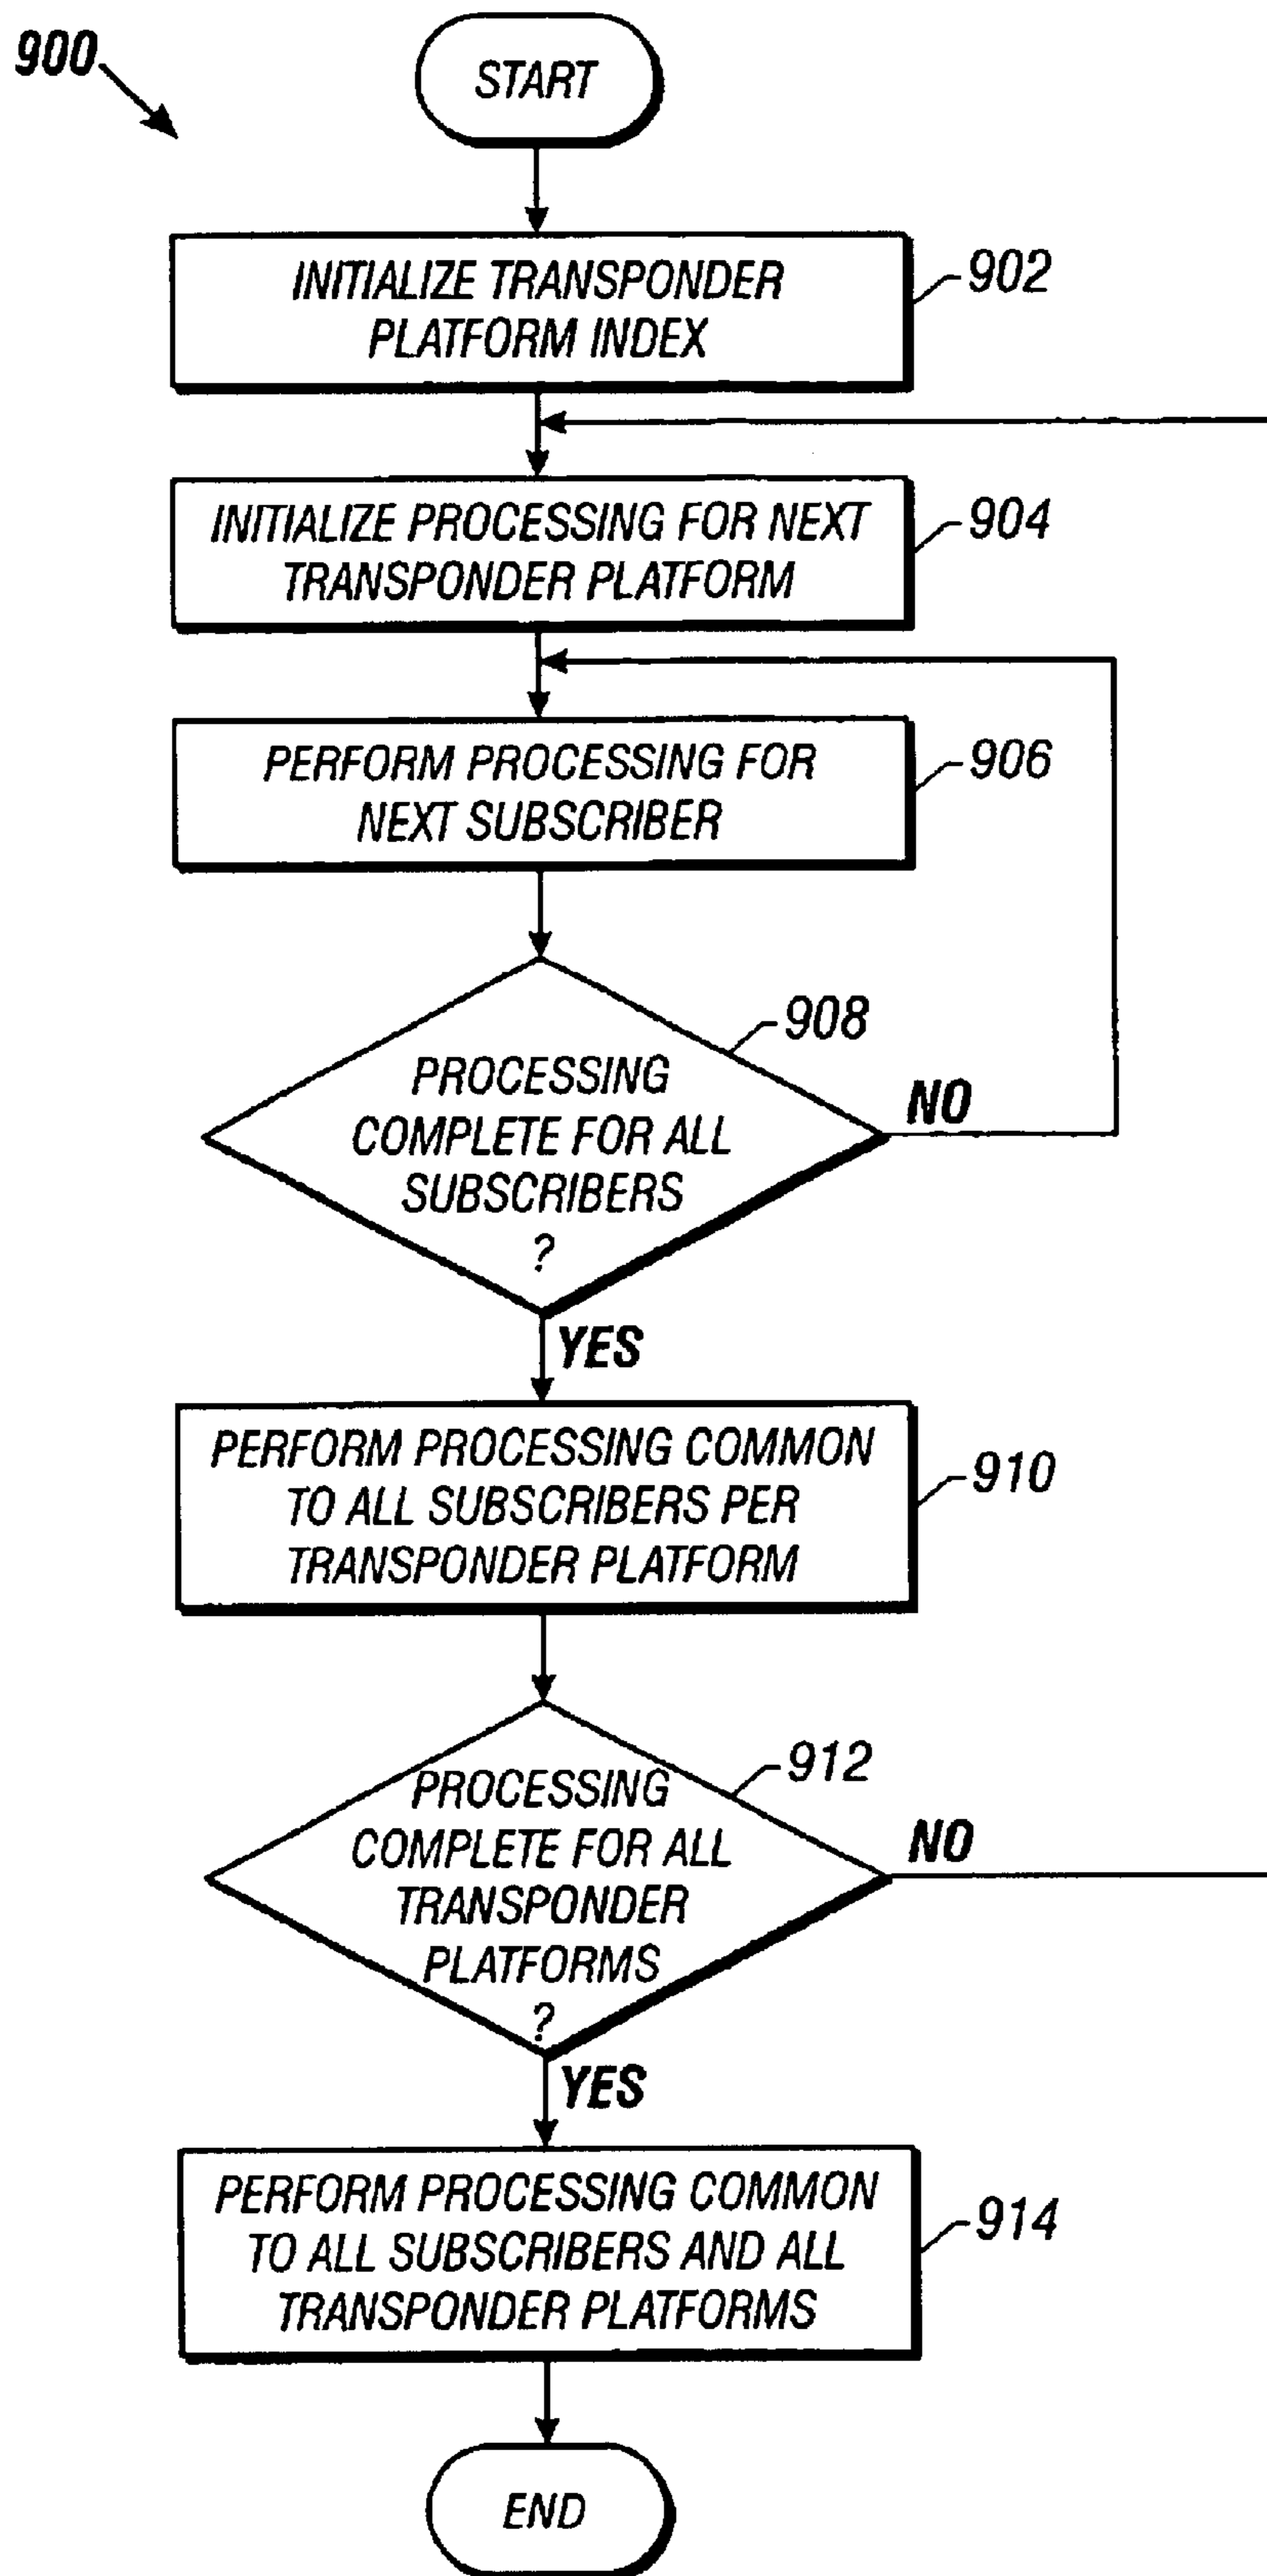 900
START
INITIALIZE TRANSPONDER
PLATFORM INDEX
902
INITIALIZE PROCESSING FOR NEXT
TRANSPONDER PLATFORM
904
PERFORM PROCESSING FOR
NEXT SUBSCRIBER
906
908
PROCESSING
COMPLETE FOR ALL
SUBSCRIBERS
?
NO
YES
PERFORM PROCESSING COMMON
TO ALL SUBSCRIBERS PER
TRANSPONDER PLATFORM
910
912
PROCESSING
COMPLETE FOR ALL
TRANSPONDER
PLATFORMS
?
NO
YES
PERFORM PROCESSING COMMON
TO ALL SUBSCRIBERS AND ALL
TRANSPONDER PLATFORMS
914
END